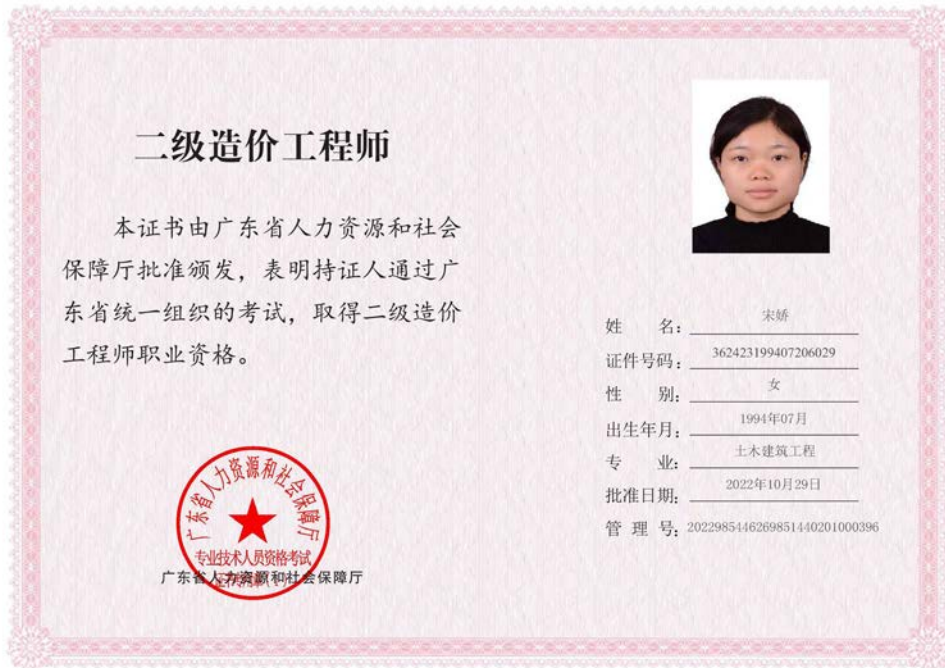 二级造价工程师
本证书由广东省人力资源和社会
保障厅批准颁发，表明持证人通过广
东省统一组织的考试，取得二级造价
工程师职业资格。
广东省人力资源和社会保障厅
专业技术人员资格考试
广东省人力资源和社会保障厅
姓 名：宋娇
证件号码：362423199407206029
性 别：女
出生年月：1994年07月
专 业：土木建筑工程
批准日期：2022年10月29日
管 理 号：20229854462698514402010003​96